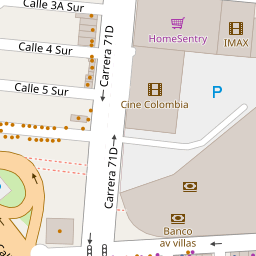 Calle 3A Sur
HomeSentry
IMAX
Calle 4 Sur
Carrera 71D
Calle 5 Sur
P
Cine Colombia
Carrera 71D
Banco
av villas